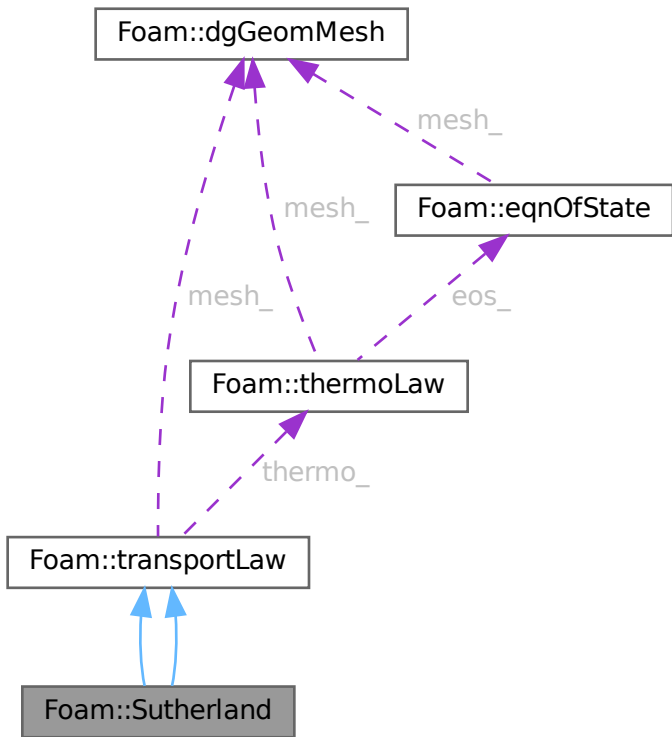 Foam::dgGeomMesh
mesh_
Foam::eqnOfState
mesh_
mesh_
eos_
Foam::thermoLaw
thermo_
Foam::transportLaw
Foam::Sutherland